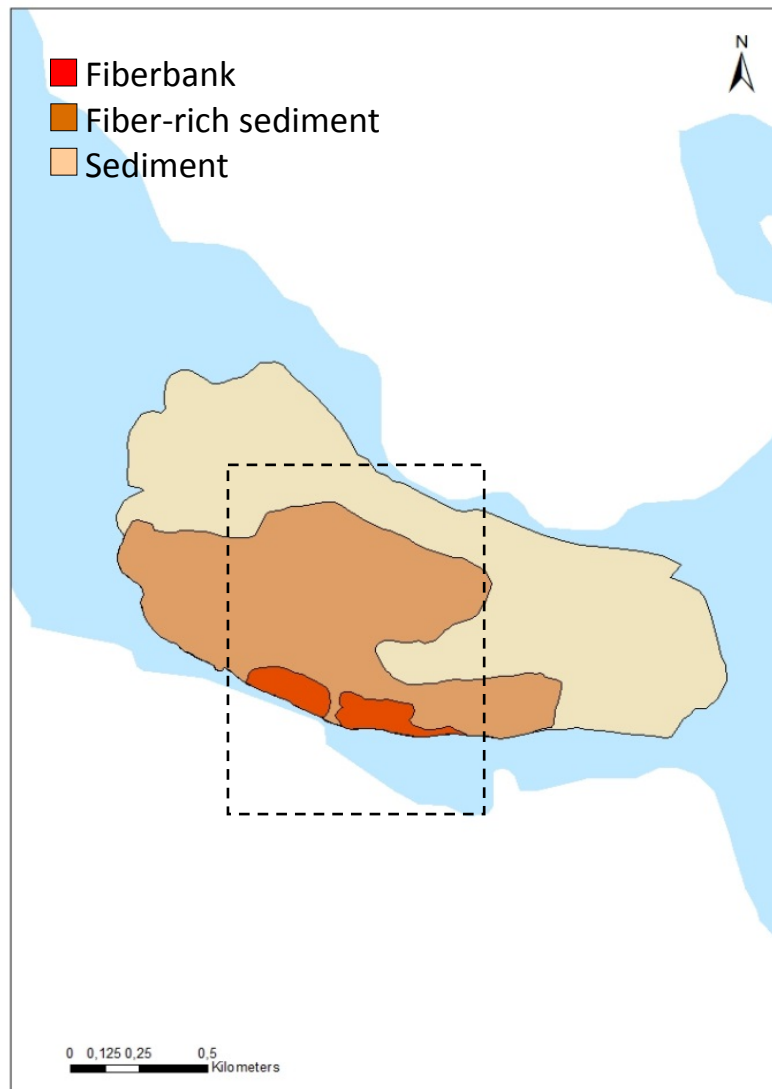 N
Fiberbank
Fiber-rich sediment
Sediment
0 0,125 0,25 0,5
Kilometers